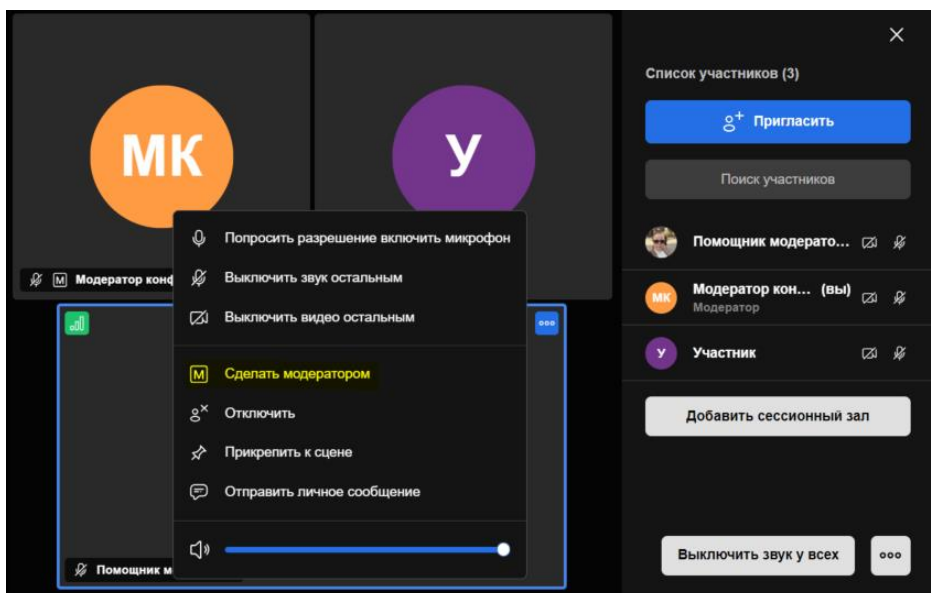 МК
У
М Модератор конф
Попросить разрешение включить микрофон
Выключить звук остальным
Выключить видео остальным
М Сделать модератором
Отключить
Прикрепить к сцене
Отправить личное сообщение
Помощник м
Список участников (3)
Пригласить
Поиск участников
Помощник модерато...
МК Модератор кон... (вы)
Модератор
У Участник
Добавить сессионный зал
Выключить звук у всех